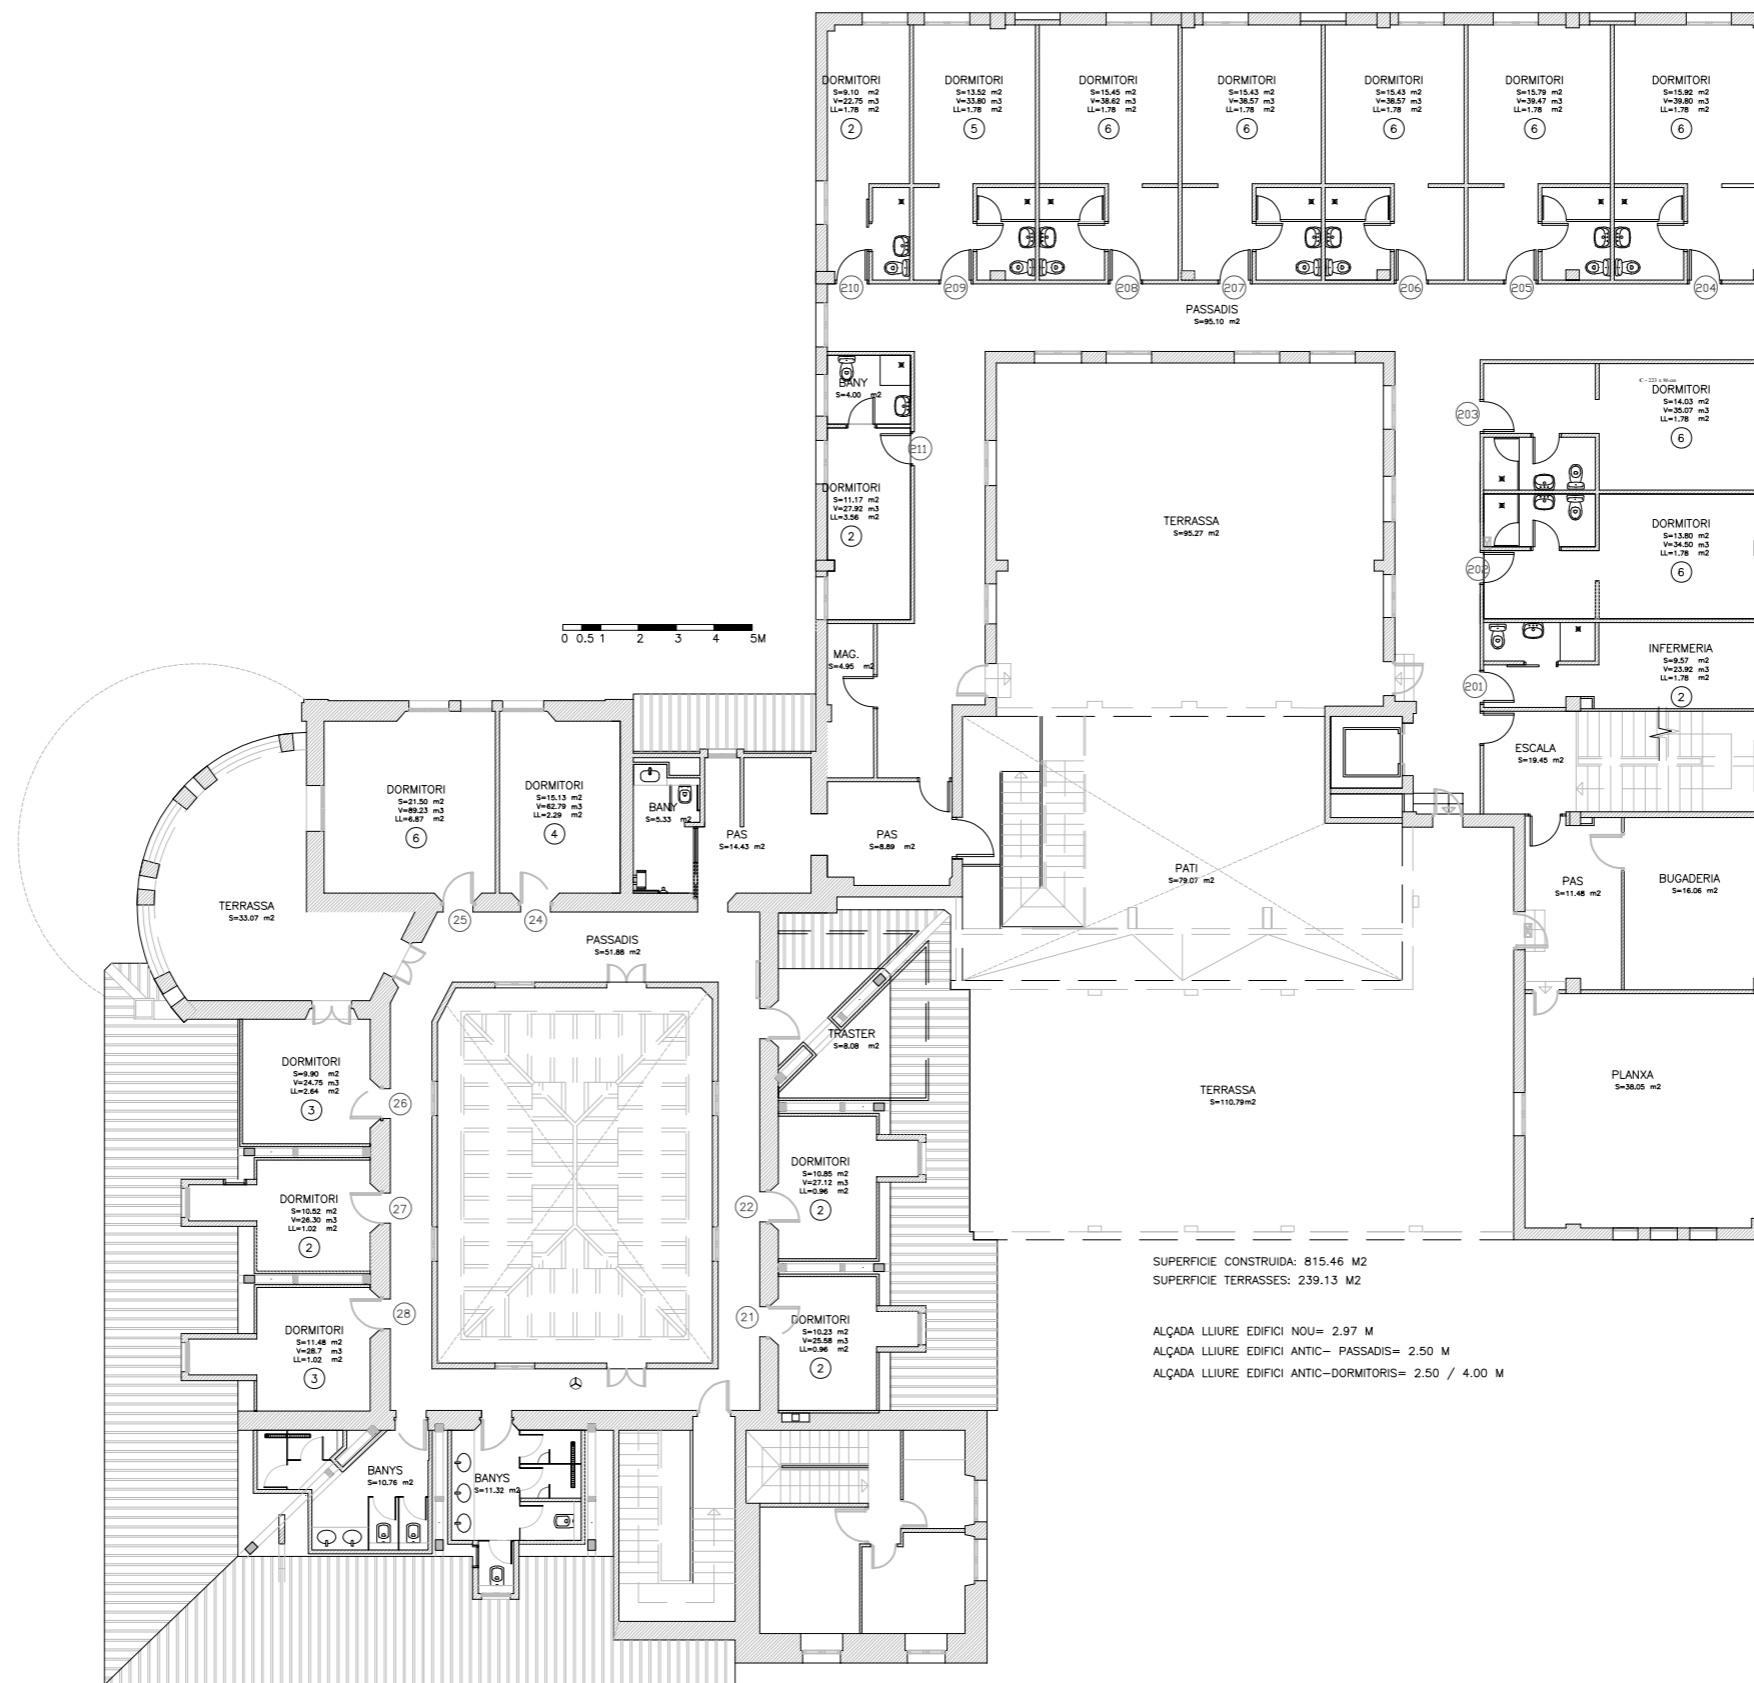 DORMITORI
S=9.10 m2
V=22.75 m3
LL=1.78 m2
2
DORMITORI
S=13.52 m2
V=33.80 m3
LL=1.78 m2
5
DORMITORI
S=15.45 m2
V=38.62 m3
LL=1.78 m2
6
DORMITORI
S=15.43 m2
V=38.57 m3
LL=1.78 m2
6
DORMITORI
S=15.43 m2
V=38.57 m3
LL=1.78 m2
6
DORMITORI
S=15.79 m2
V=39.47 m3
LL=1.78 m2
6
DORMITORI
S=15.92 m2
V=39.80 m3
LL=1.78 m2
6
210
209
208
207
206
205
204
PASSADIS
S=95.10 m2
BANY
S=4.00 m2
211
DORMITORI
S=11.17 m2
V=27.92 m3
LL=3.56 m2
2
TERRASSA
S=95.27 m2
203
DORMITORI
S=14.03 m2
V=35.07 m3
LL=1.78 m2
6
202
DORMITORI
S=13.80 m2
V=34.50 m3
LL=1.78 m2
6
0 0.5 1 2 3 4 5M
MAG.
S=4.95 m2
INFERMERIA
S=9.57 m2
V=23.92 m3
LL=1.78 m2
2
201
ESCALA
S=19.45 m2
DORMITORI
S=21.50 m2
V=89.23 m3
LL=6.87 m2
6
DORMITORI
S=15.13 m2
V=62.79 m3
LL=2.29 m2
4
BANY
S=5.33 m2
PAS
S=14.43 m2
PAS
S=8.89 m2
PATI
S=79.07 m2
PAS
S=11.48 m2
BUGADERIA
S=16.06 m2
TERRASSA
S=33.07 m2
25
24
PASSADIS
S=51.88 m2
TRASTER
S=8.08 m2
DORMITORI
S=9.90 m2
V=24.75 m3
LL=2.64 m2
3
26
TERRASSA
S=110.79m2
PLANXA
S=38.05 m2
DORMITORI
S=10.52 m2
V=26.30 m3
LL=1.02 m2
2
27
22
DORMITORI
S=10.85 m2
V=27.12 m3
LL=0.96 m2
2
DORMITORI
S=11.48 m2
V=28.7 m3
LL=1.02 m2
3
28
21
DORMITORI
S=10.23 m2
V=25.58 m3
LL=0.96 m2
2
SUPERFICIE CONSTRUIDA: 815.46 M2
SUPERFICIE TERRASSES: 239.13 M2
ALÇADA LLIURE EDIFICI NOU= 2.97 M
ALÇADA LLIURE EDIFICI ANTIC- PASSADIS= 2.50 M
ALÇADA LLIURE EDIFICI ANTIC-DORMITORIS= 2.50 / 4.00 M
BANYS
S=10.76 m2
BANYS
S=11.32 m2